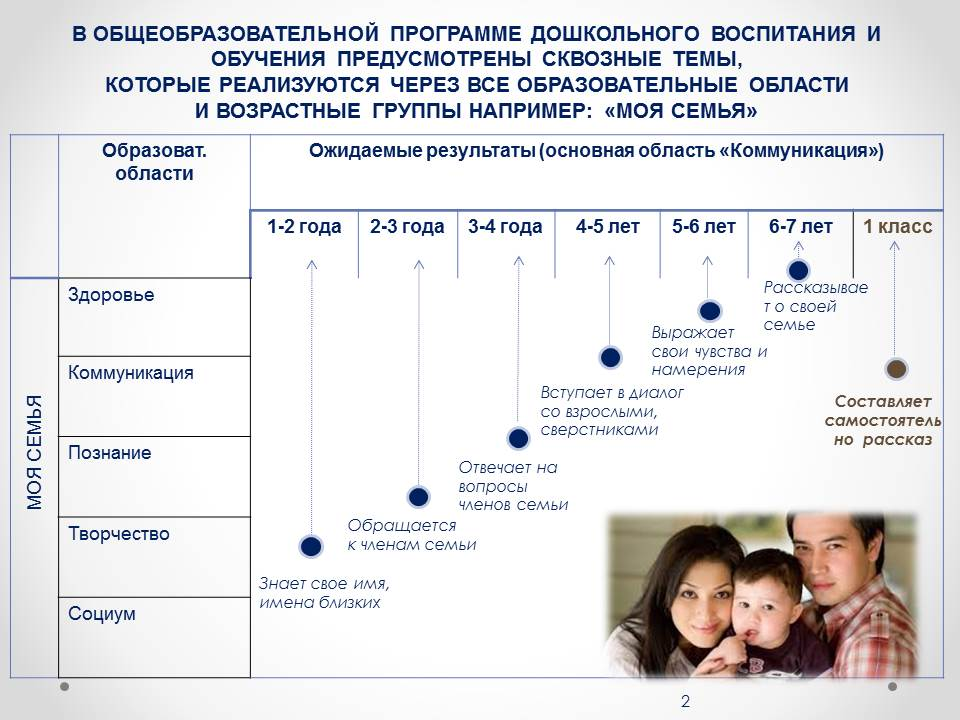 В ОБЩЕОБРАЗОВАТЕЛЬНОЙ ПРОГРАММЕ ДОШКОЛЬНОГО ВОСПИТАНИЯ И
ОБУЧЕНИЯ ПРЕДУСМОТРЕНЫ СКВОЗНЫЕ ТЕМЫ,
КОТОРЫЕ РЕАЛИЗУЮТСЯ ЧЕРЕЗ ВСЕ ОБРАЗОВАТЕЛЬНЫЕ ОБЛАСТИ
И ВОЗРАСТНЫЕ ГРУППЫ НАПРИМЕР: «МОЯ СЕМЬЯ»
Образоват.
области
Ожидаемые результаты (основная область «Коммуникация»)
1-2 года
2-3 года
3-4 года
4-5 лет
5-6 лет
6-7 лет
1 класс
МОЯ СЕМЬЯ
Здоровье
Коммуникация
Познание
Творчество
Социум
Знает свое имя,
имена близких
Обращается
к членам семьи
Отвечает на
вопросы
членов семьи
Вступает в диалог
со взрослыми,
сверстниками
Выражает
свои чувства и
намерения
Рассказывае
т о своей
семье
Составляет
самостоятель
но рассказ
2